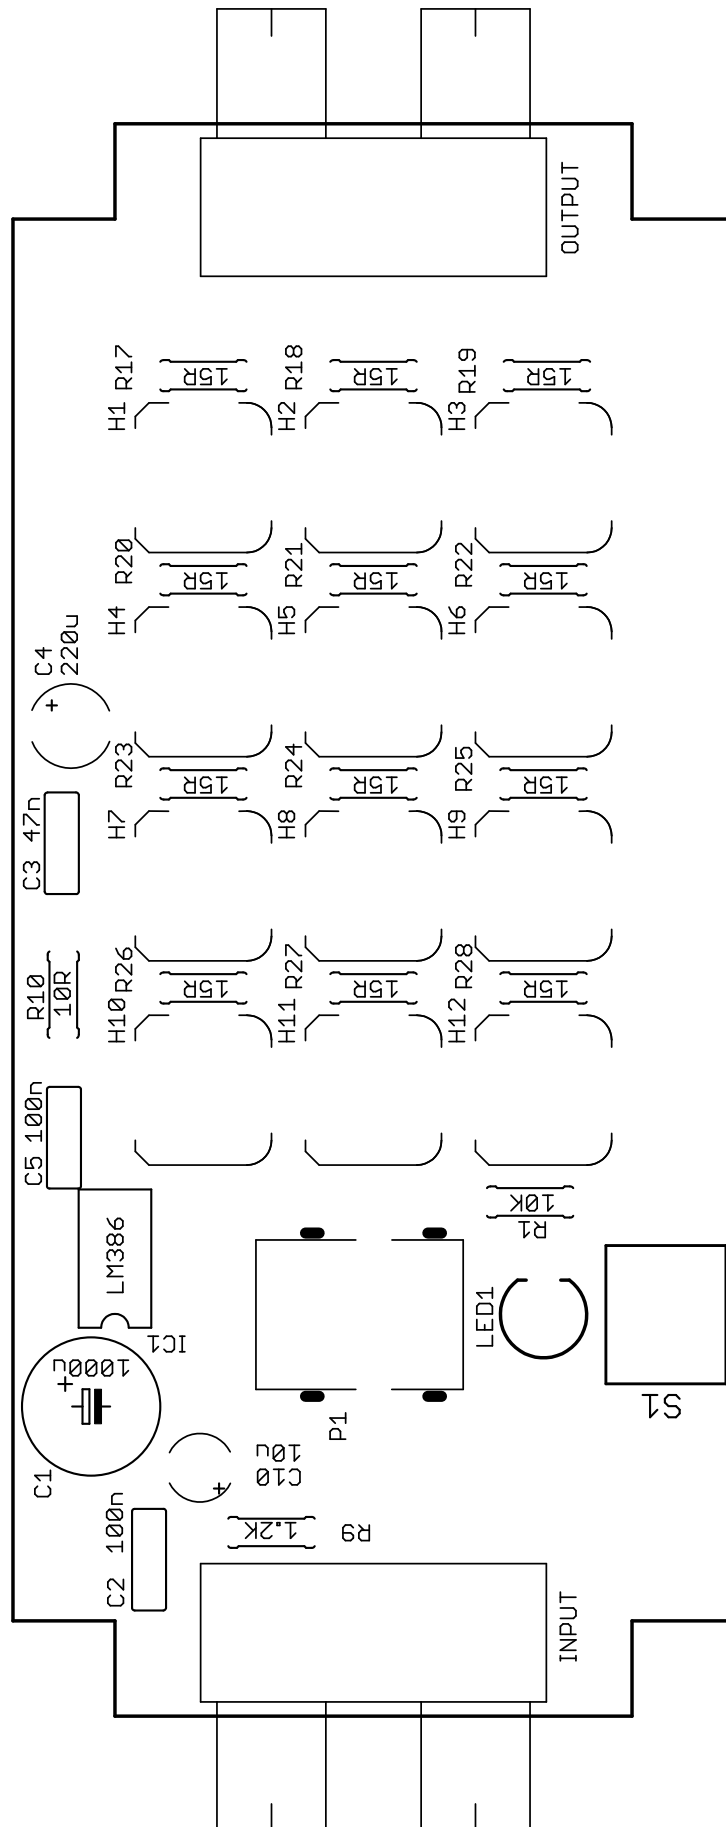 OUTPUT
R17
15R
R18
15R
R19
15R
H1
H2
H3
R20
15R
R21
15R
R22
15R
H4
H5
H6
C4
220u
+
R23
15R
R24
15R
R25
15R
H7
H8
H9
C3 47n
R26
15R
R27
15R
R28
15R
R10
10R
H10
H11
H12
C5 100n
10K
R1
LM386
IC1
LED1
1000u
+
S1
P1
C1
C10
10u
+
C2 100n
1.2K
R9
INPUT